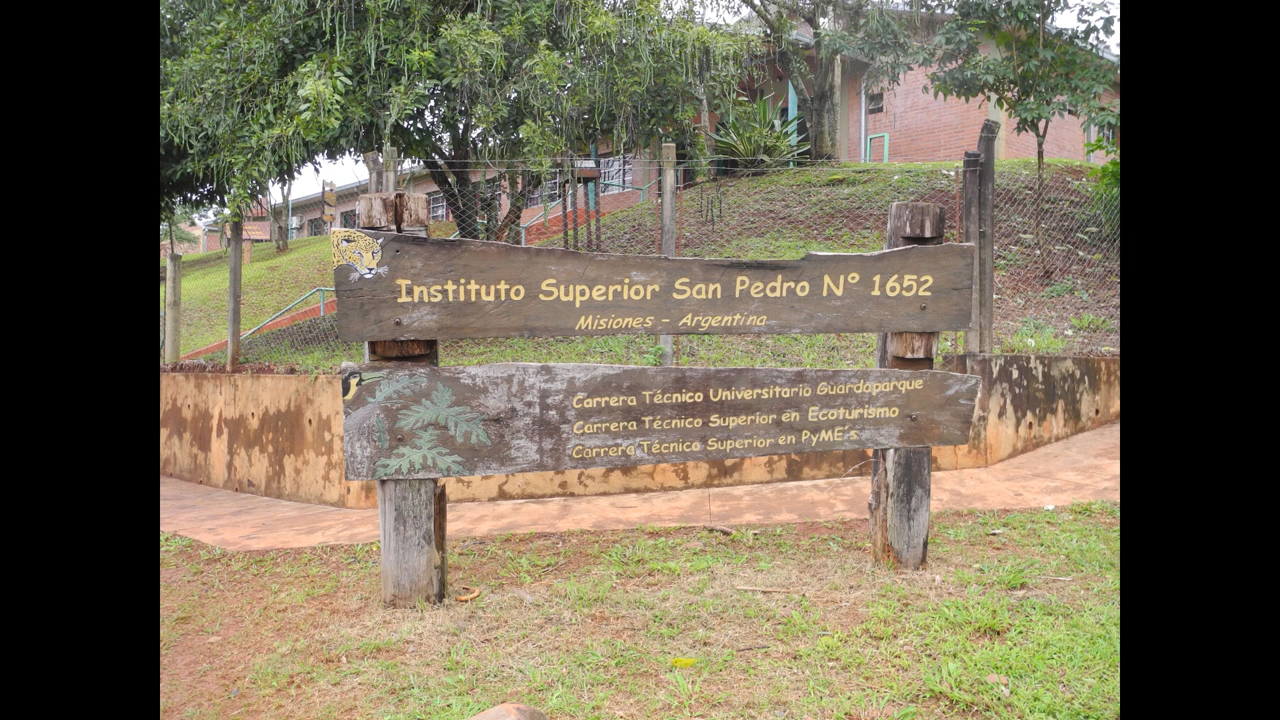 Instituto Superior San Pedro Nº 1652
Misiones - Argentina
Carrera Técnico Universitario Guardaparque
Carrera Técnico Superior en Ecoturismo
Carrera Técnico Superior en PyME´s